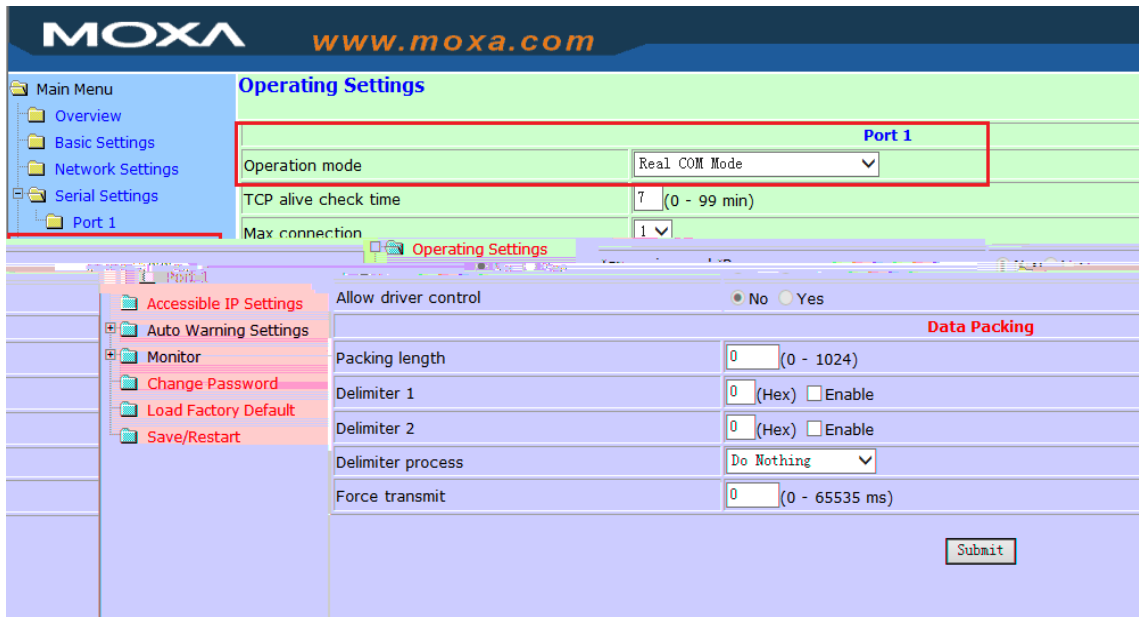 MOXA
www.moxa.com
Main Menu
Overview
Basic Settings
Network Settings
Serial Settings
Port 1
Operating Settings
Port 1
Operation mode
Real COM Mode
TCP alive check time
7 (0 - 99 min)
Max connection
1
Operating Settings
Port 1
Accessible IP Settings
Auto Warning Settings
Monitor
Change Password
Load Factory Default
Save/Restart
Allow driver control
No Yes
Data Packing
Packing length
0 (0 - 1024)
Delimiter 1
0 (Hex) Enable
Delimiter 2
0 (Hex) Enable
Delimiter process
Do Nothing
Force transmit
0 (0 - 65535 ms)
Submit